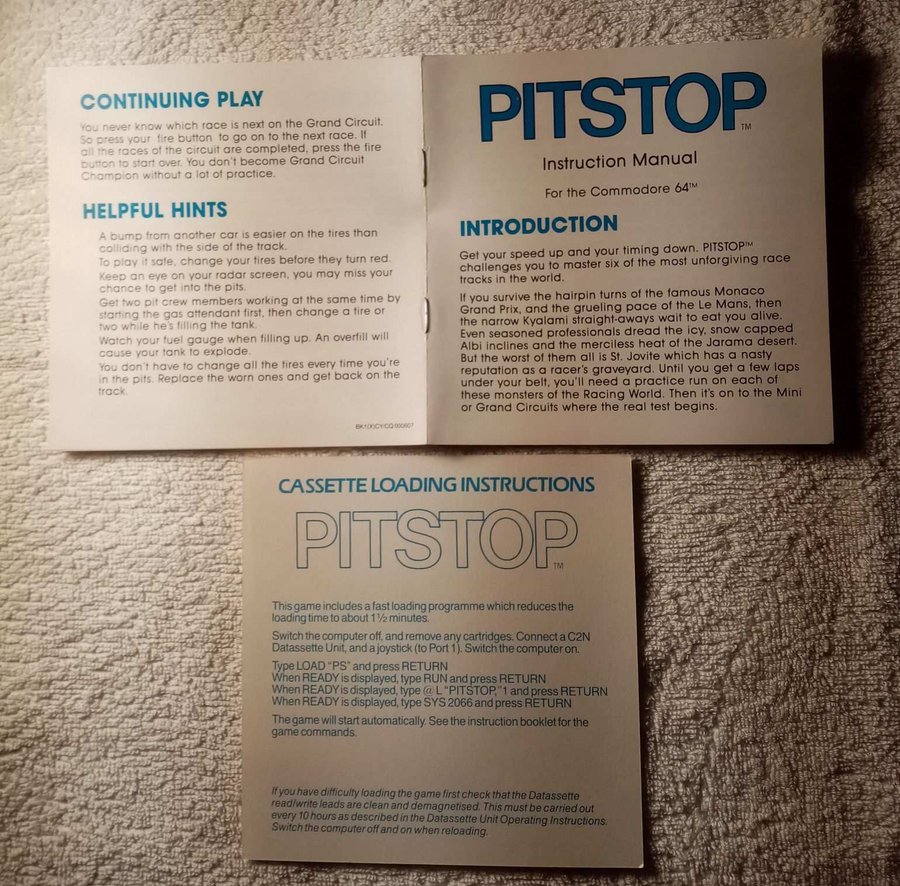 CONTINUING PLAY
You never know which race is next on the Grand Circuit.
So press your fire button to go on to the next race. If
all the races of the circuit are completed, press the fire
button to start over. You don't become Grand Circuit
Champion without a lot of practice.
HELPFUL HINTS
A bump from another car is easier on the tires than
colliding with the side of the track.
To play it safe, change your tires before they turn red.
Keep an eye on your radar screen, you may miss your
chance to get into the pits.
Get two pit crew members working at the same time by
starting the gas attendant first, then change a tire or
two while he's filling the tank.
Watch your fuel gauge when filling up. An overfill will
cause your tank to explode.
You don't have to change all the tires every time you're
in the pits. Replace the worn ones and get back on the
track.
BK1(X)CY/CQ 000607
PITSTOP™
Instruction Manual
For the Commodore 64™
INTRODUCTION
Get your speed up and your timing down. PITSTOP™
challenges you to master six of the most unforgiving race
tracks in the world.
If you survive the hairpin turns of the famous Monaco
Grand Prix, and the grueling pace of the Le Mans, then
the narrow Kyalami straight-aways wait to eat you alive.
Even seasoned professionals dread the icy, snow capped
Albi inclines and the merciless heat of the Jarama desert.
But the worst of them all is St. Jovite which has a nasty
reputation as a racer's graveyard. Until you get a few laps
under your belt, you'll need a practice run on each of
these monsters of the Racing World. Then it's on to the Mini
or Grand Circuits where the real test begins.
CASSETTE LOADING INSTRUCTIONS
PITSTOP™
This game includes a fast loading programme which reduces the
loading time to about 1½ minutes.
Switch the computer off, and remove any cartridges. Connect a C2N
Datassette Unit, and a joystick (to Port 1). Switch the computer on.
Type LOAD "PS" and press RETURN
When READY is displayed, type RUN and press RETURN
When READY is displayed, type @ L "PITSTOP,"1 and press RETURN
When READY is displayed, type SYS 2066 and press RETURN
The game will start automatically. See the instruction booklet for the
game commands.
If you have difficulty loading the game first check that the Datassette
read/write leads are clean and demagnetised. This must be carried out
every 10 hours as described in the Datassette Unit Operating Instructions.
Switch the computer off and on when reloading.